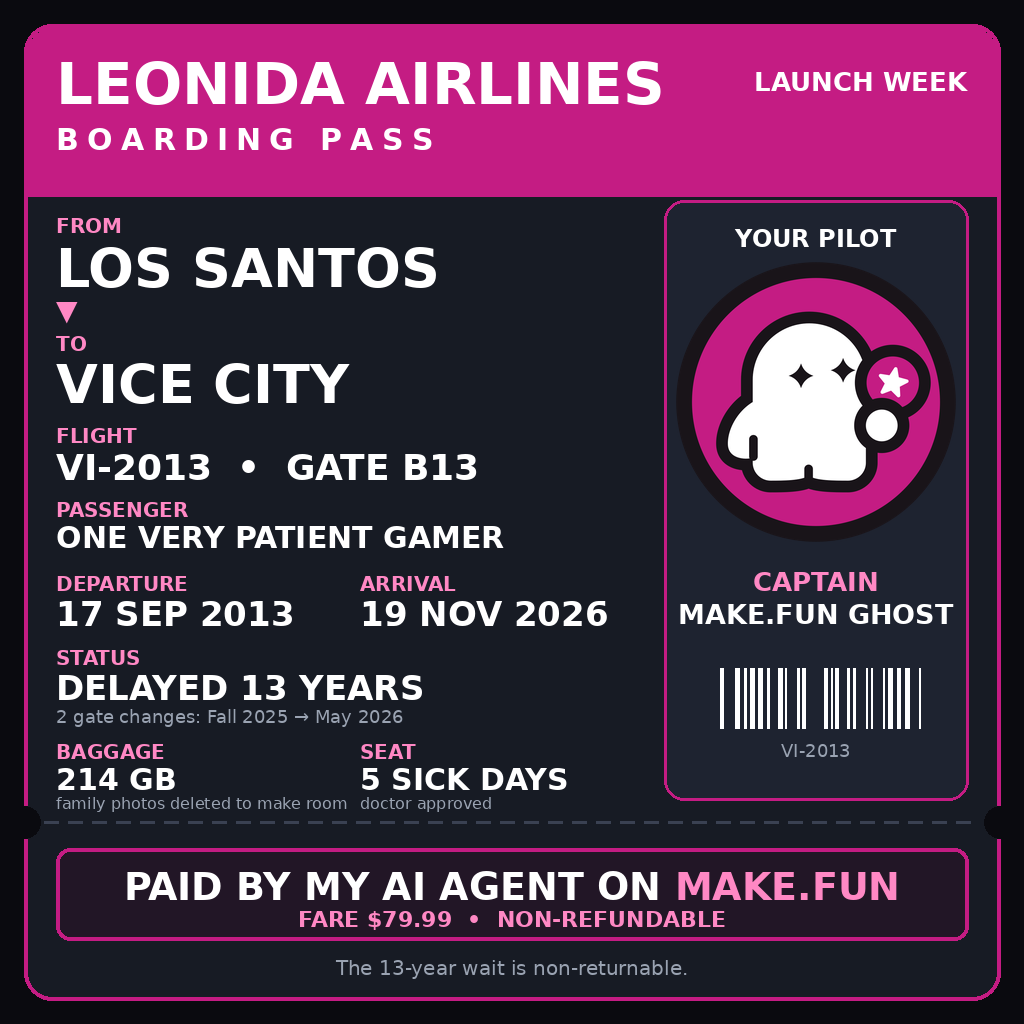 LEONIDA AIRLINES
LAUNCH WEEK
BOARDING PASS
FROM
LOS SANTOS
▼
TO
VICE CITY
FLIGHT
VI-2013 • GATE B13
PASSENGER
ONE VERY PATIENT GAMER
DEPARTURE
17 SEP 2013
ARRIVAL
19 NOV 2026
STATUS
DELAYED 13 YEARS
2 gate changes: Fall 2025 → May 2026
BAGGAGE
214 GB
family photos deleted to make room
SEAT
5 SICK DAYS
doctor approved
YOUR PILOT
CAPTAIN
MAKE.FUN GHOST
VI-2013
PAID BY MY AI AGENT ON MAKE.FUN
FARE $79.99 • NON-REFUNDABLE
The 13-year wait is non-returnable.